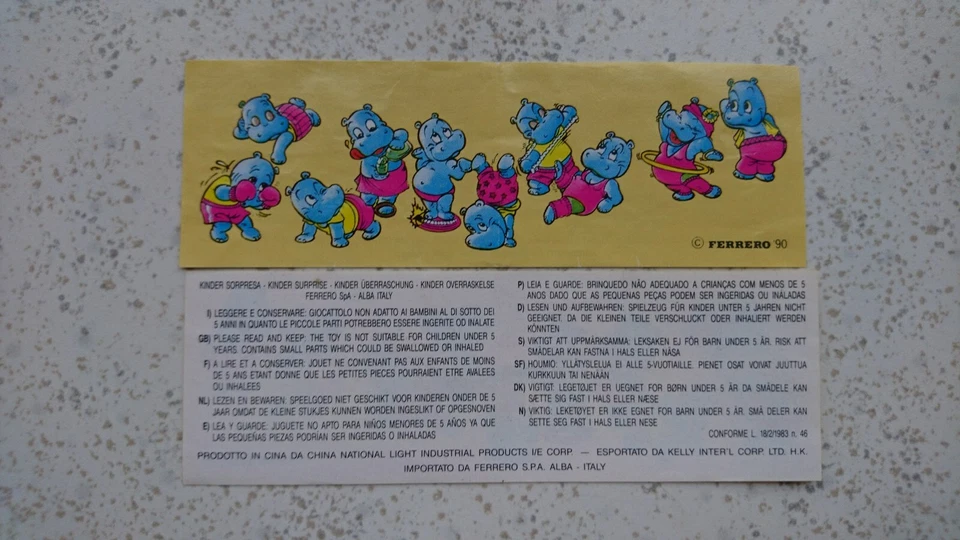 © FERRERO '90
KINDER SORPRESA - KINDER SURPRISE - KINDER ÜBERRASCHUNG - KINDER OVERRASKELSE
FERRERO SpA - ALBA ITALY
I) LEGGERE E CONSERVARE: GIOCATTOLO NON ADATTO AI BAMBINI AL DI SOTTO DEI
5 ANNI IN QUANTO LE PICCOLE PARTI POTREBBERO ESSERE INGERITE OD INALATE
GB) PLEASE READ AND KEEP: THE TOY IS NOT SUITABLE FOR CHILDREN UNDER 5
YEARS. CONTAINS SMALL PARTS WHICH COULD BE SWALLOWED OR INHALED
F) A LIRE ET A CONSERVER: JOUET NE CONVENANT PAS AUX ENFANTS DE MOINS
DE 5 ANS ETANT DONNE QUE LES PETITES PIECES POURRAIENT ETRE AVALEES
OU INHALEES
NL) LEZEN EN BEWAREN: SPEELGOED NIET GESCHIKT VOOR KINDEREN ONDER DE 5
JAAR OMDAT DE KLEINE STUKJES KUNNEN WORDEN INGESLIKT OF OPGESNOVEN
E) LEA Y GUARDE: JUGUETE NO APTO PARA NIÑOS MENORES DE 5 AÑOS YA QUE
LAS PEQUEÑAS PIEZAS PODRÍAN SER INGERIDAS O INHALADAS
P) LEIA E GUARDE: BRINQUEDO NÃO ADEQUADO A CRIANÇAS COM MENOS DE 5
ANOS DADO QUE AS PEQUENAS PEÇAS PODEM SER INGERIDAS OU INALADAS
D) LESEN UND AUFBEWAHREN: SPIELZEUG FÜR KINDER UNTER 5 JAHREN NICHT
GEEIGNET, DA DIE KLEINEN TEILE VERSCHLUCKT ODER INHALIERT WERDEN
KÖNNTEN
S) VIKTIGT ATT UPPMÄRKSAMMA: LEKSAKEN EJ FÖR BARN UNDER 5 ÅR. RISK ATT
SMÅDELAR KAN FASTNA I HALS ELLER NÄSA
SF) HOUMIO: YLLÄTYSLELUA EI ALLE 5-VUOTIAILLE. PIENET OSAT VOIVAT JUUTTUA
KURKKUUN TAI NENÄÄN
DK) VIGTIGT: LEGETØJET ER UEGNET FOR BØRN UNDER 5 ÅR DA SMÅDELE KAN
SÆTTE SIG FAST I HALS ELLER NÆSE
N) VIKTIG: LEKETØYET ER IKKE EGNET FOR BARN UNDER 5 ÅR. SMÅ DELER KAN
SETTE SEG FAST I HALS ELLER NESE
CONFORME L. 18/2/1983 n. 46
PRODOTTO IN CINA DA CHINA NATIONAL LIGHT INDUSTRIAL PRODUCTS I/E CORP. — ESPORTATO DA KELLY INTER'L CORP. LTD. H.K.
IMPORTATO DA FERRERO S.P.A. ALBA - ITALY